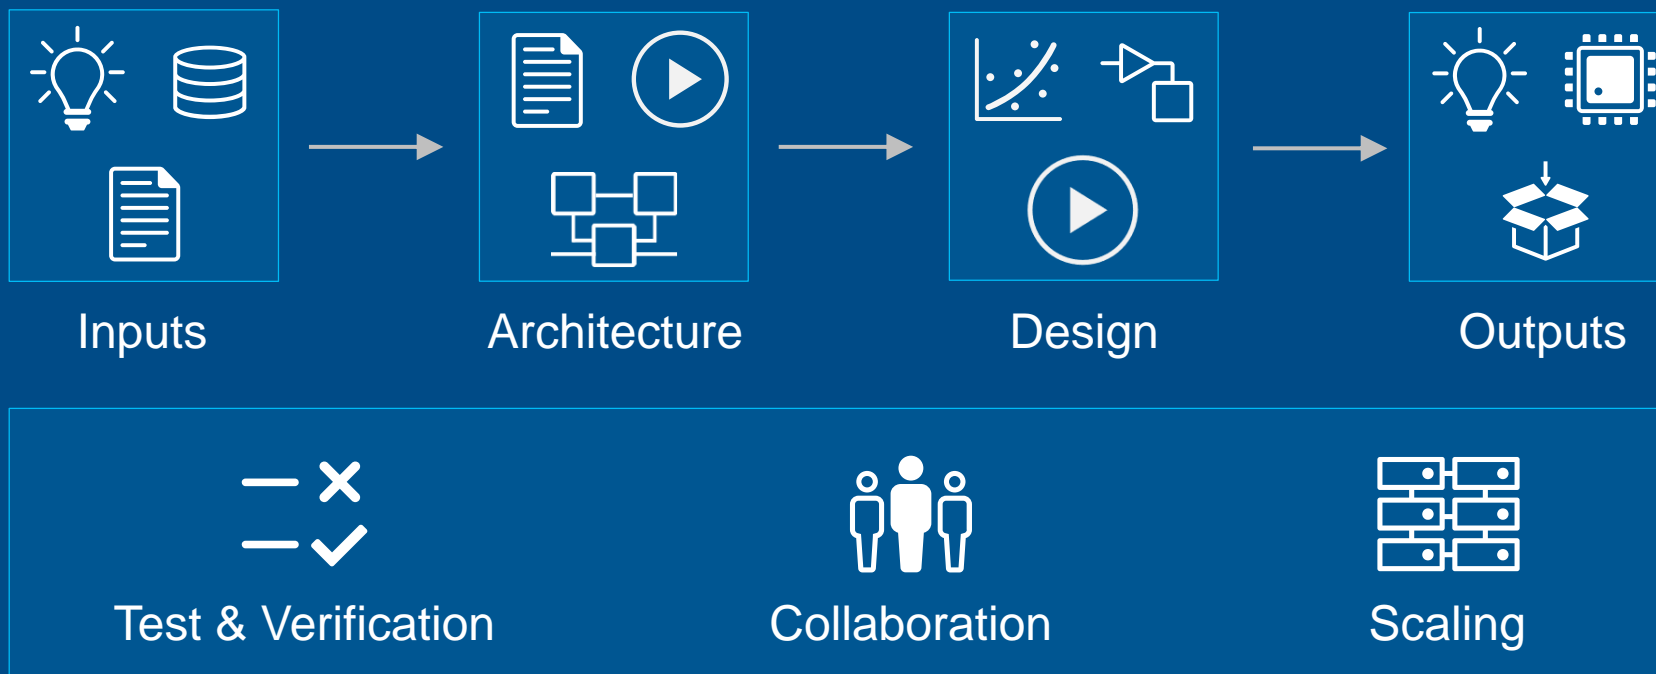 Inputs
Architecture
Design
Outputs
Test & Verification
Collaboration
Scaling